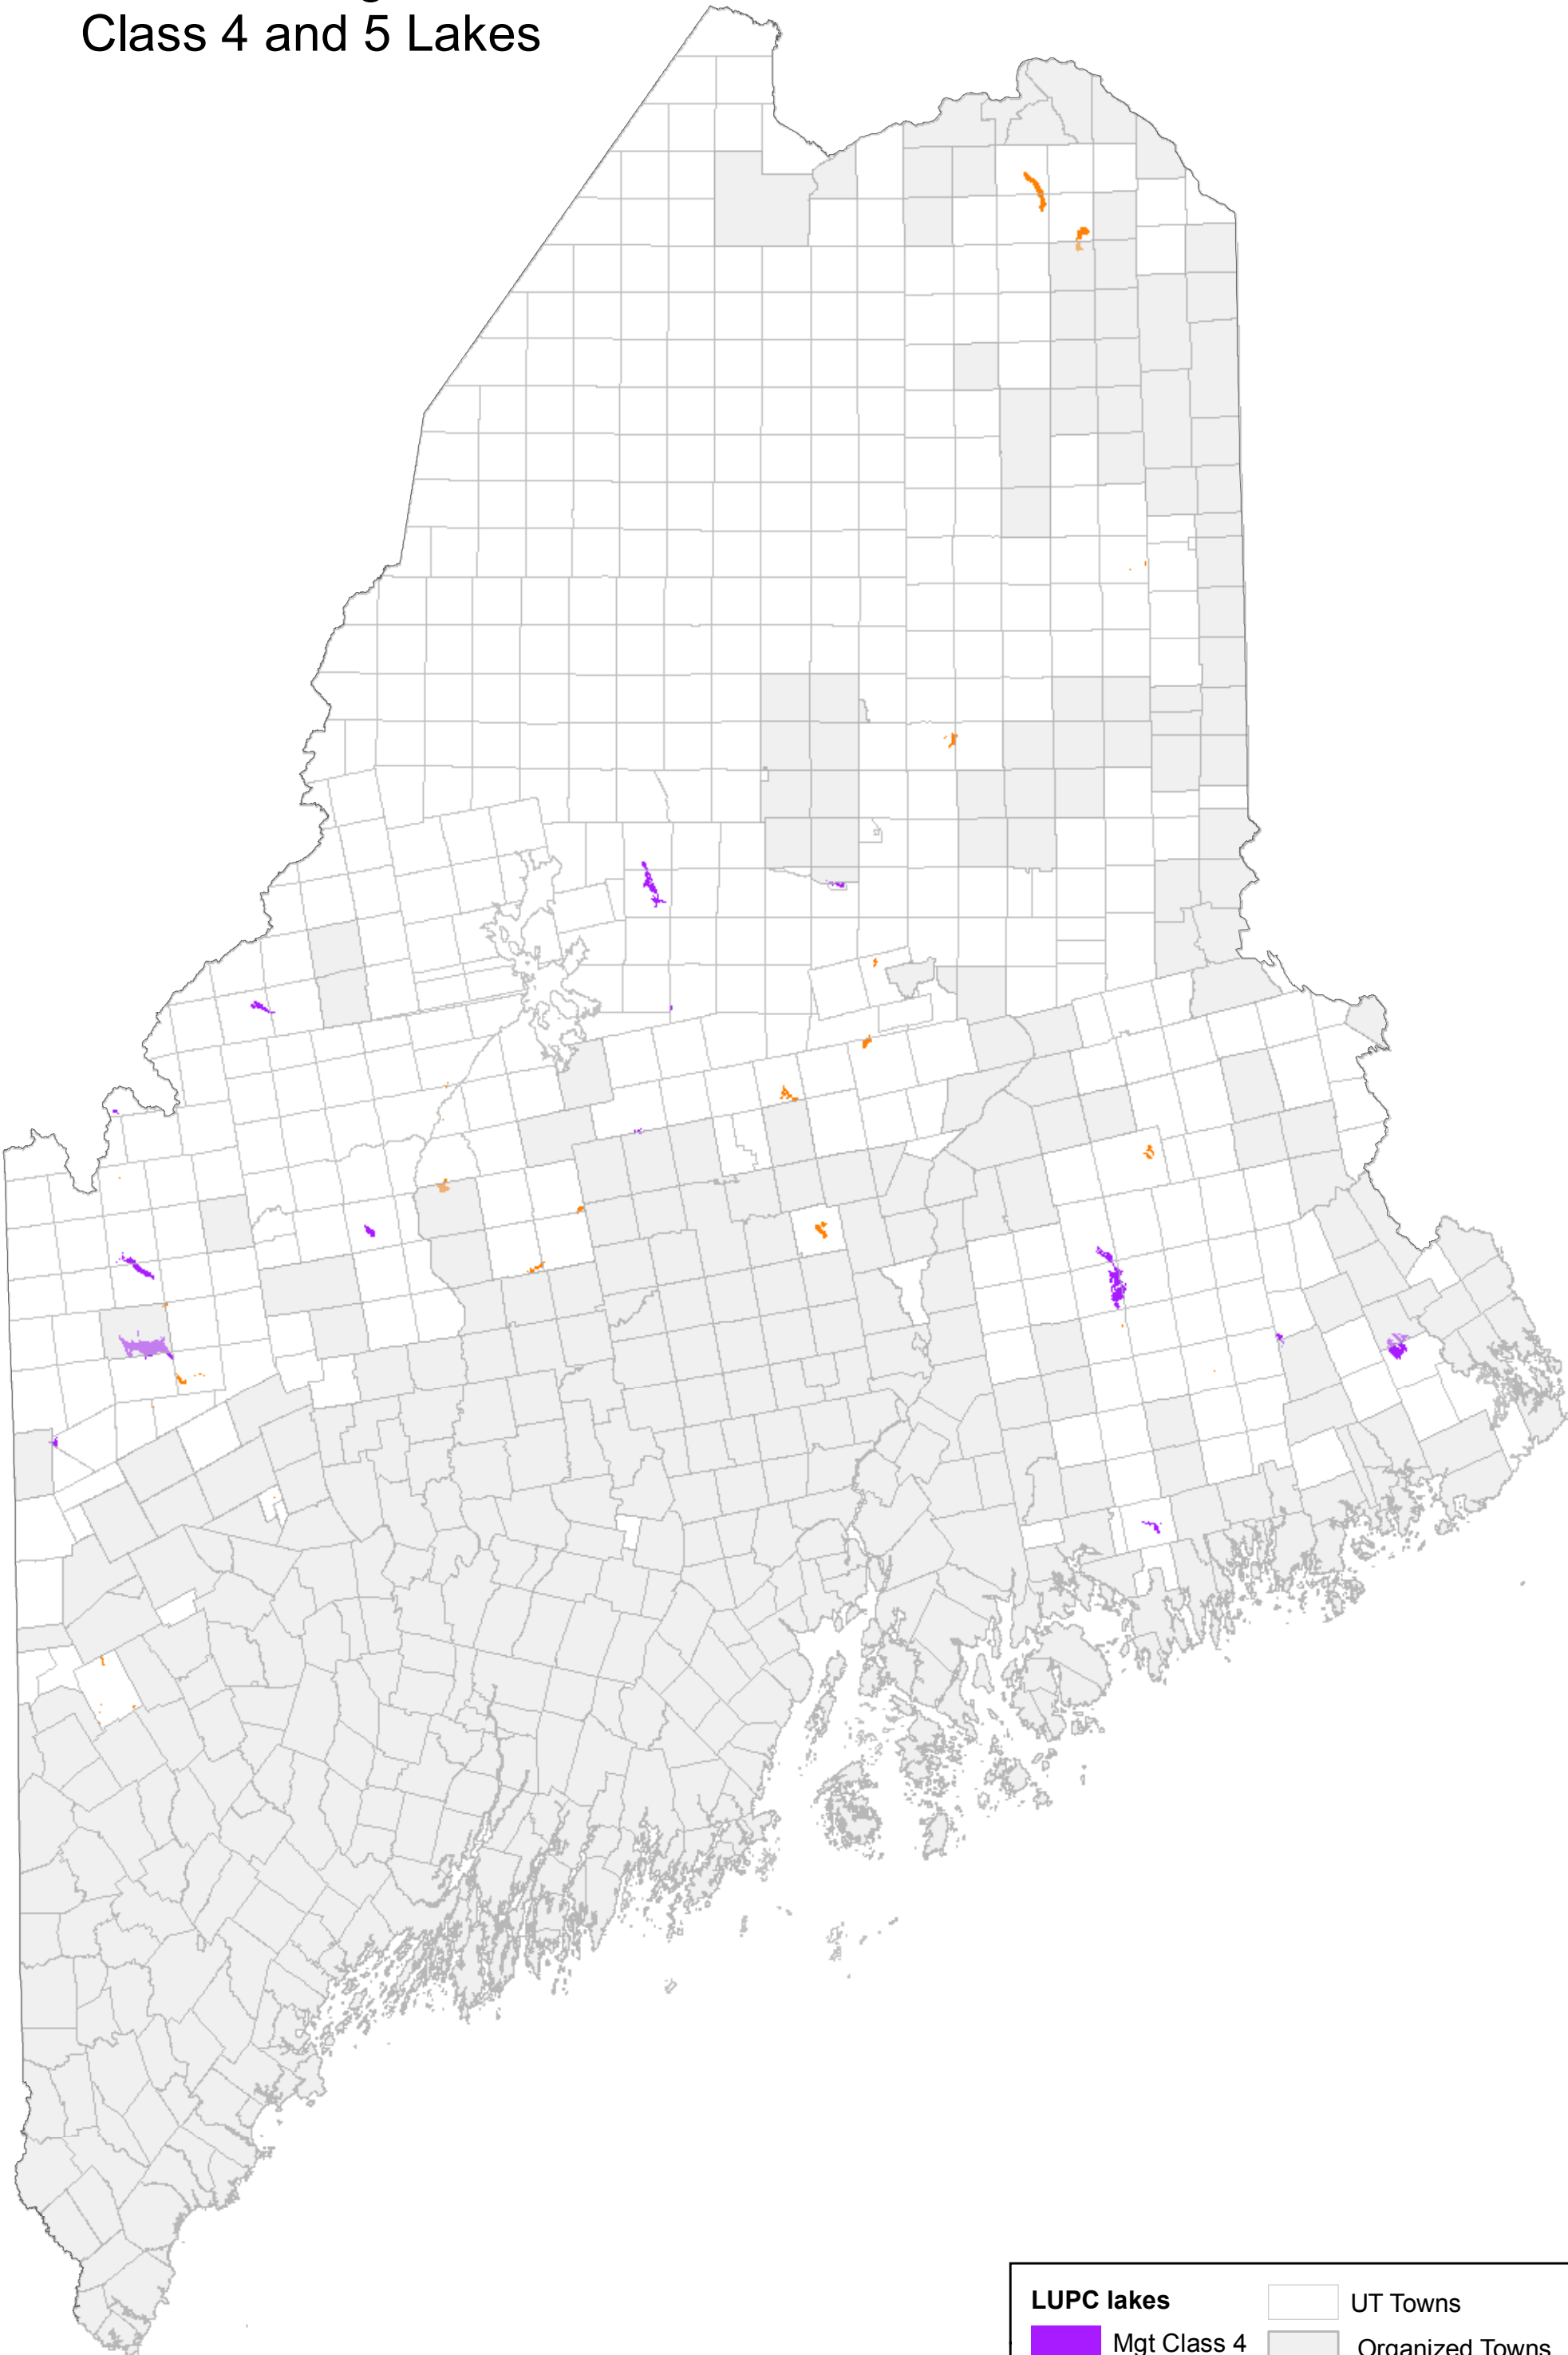 Class 4 and 5 Lakes
LUPC lakes
UT Towns
Mgt Class 4
Organized Towns